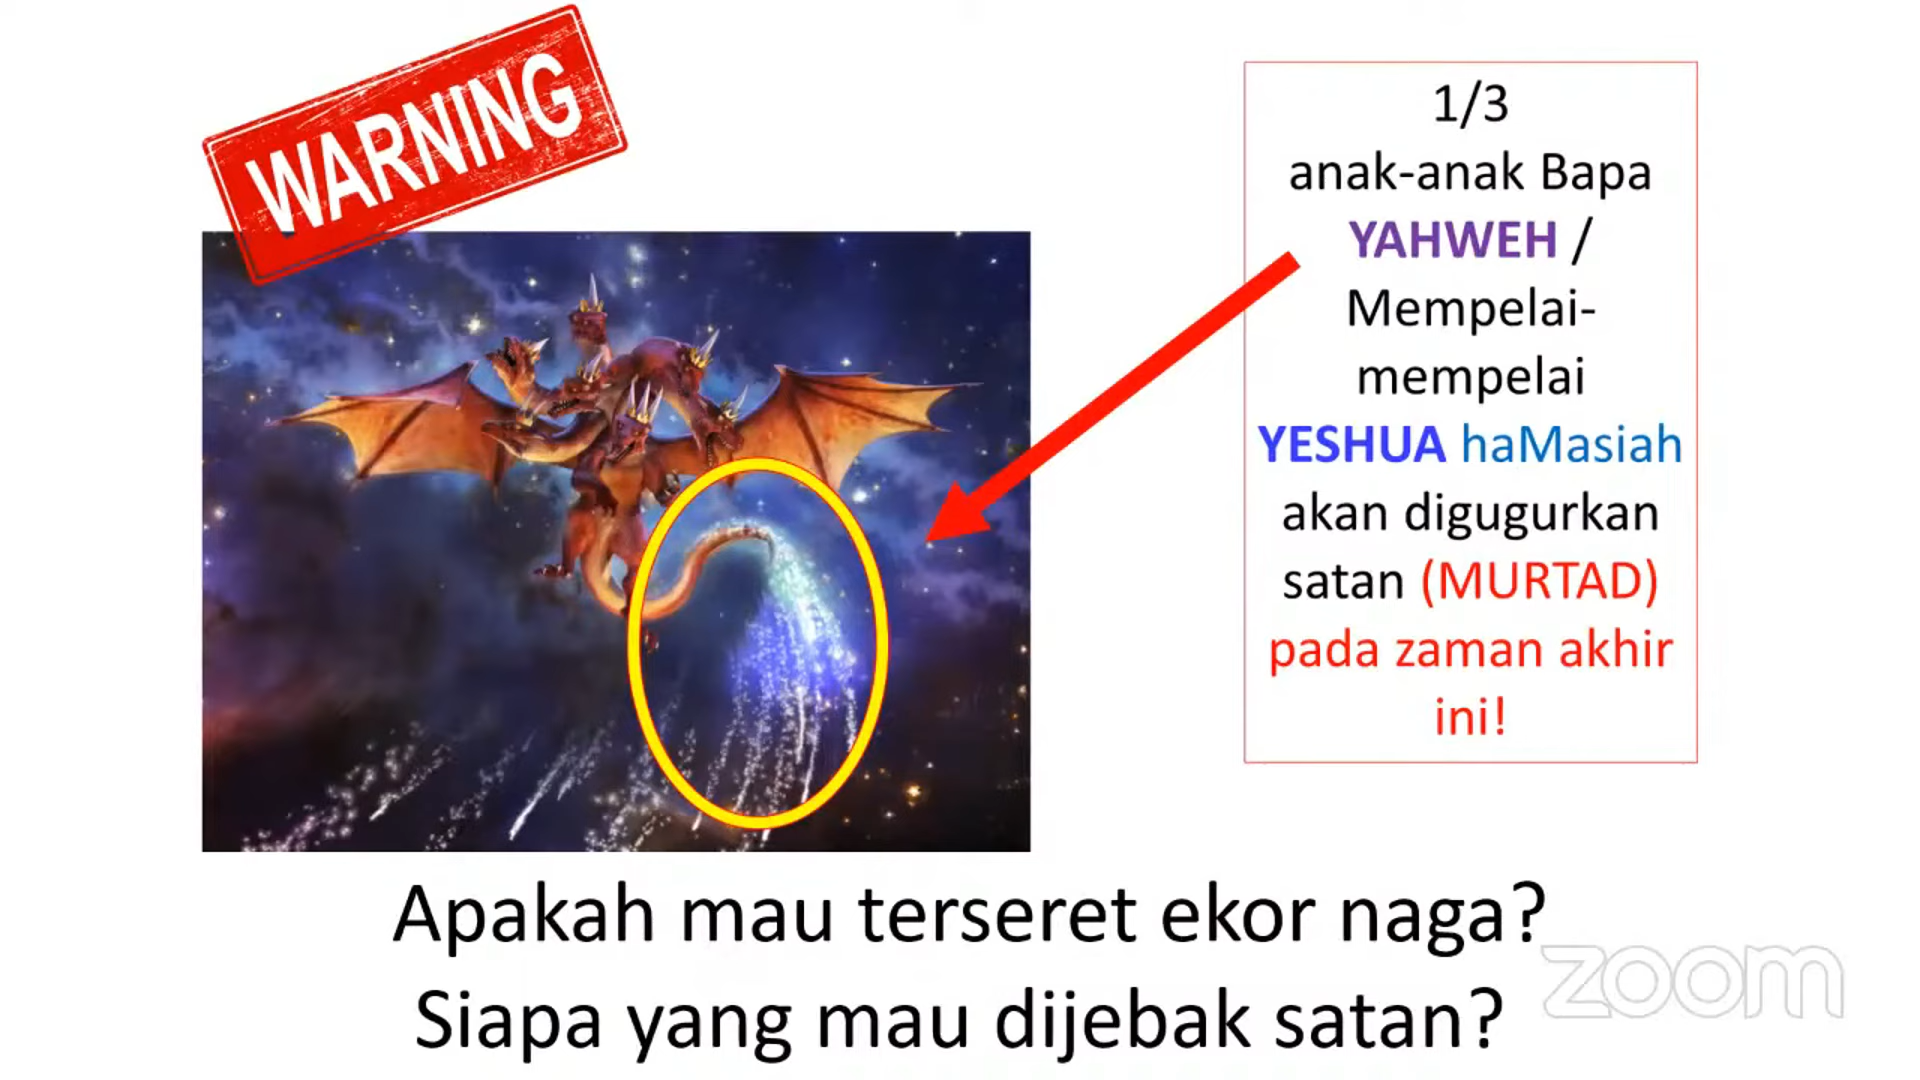 WARNING
1/3
anak-anak Bapa
YAHWEH /
Mempelai-
mempelai
YESHUA haMasiah
akan digugurkan
satan (MURTAD)
pada zaman akhir
ini!
Apakah mau terseret ekor naga?
Siapa yang mau dijebak satan?
zoom